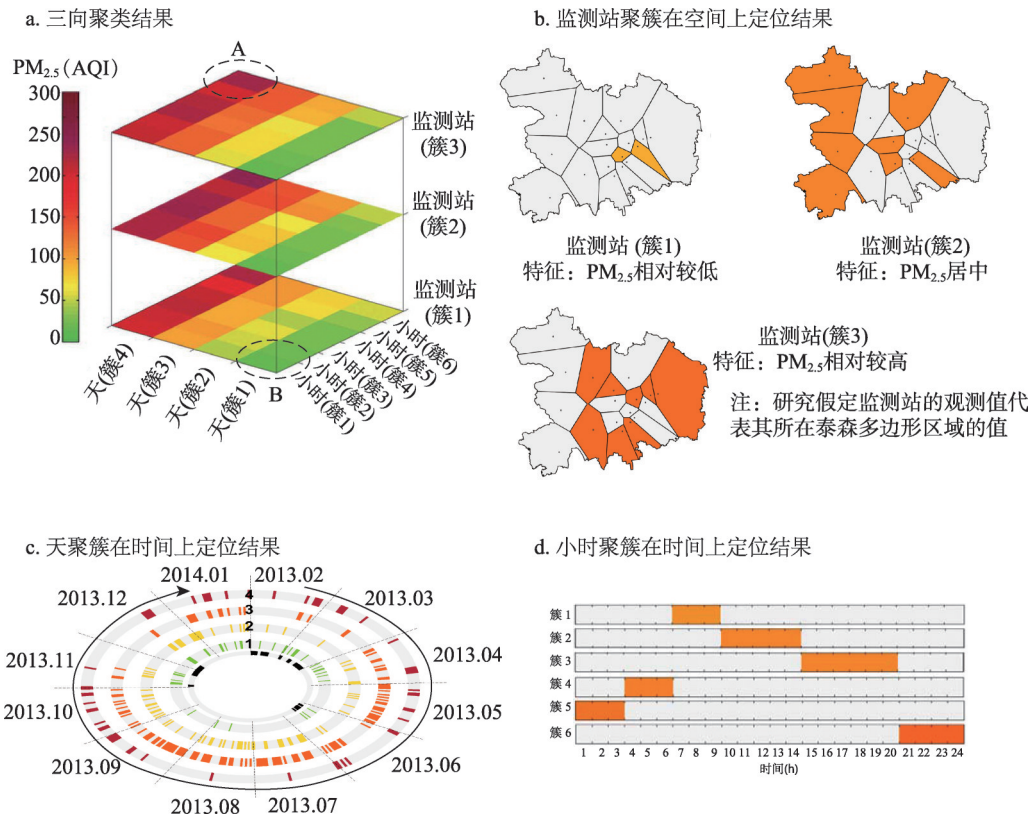 a. 三向聚类结果
A
PM2.5 (AQI)
300
250
200
150
100
50
0
监测站
(簇3)
监测站
(簇2)
监测站
(簇1)
天(簇4)
天(簇3)
天(簇2)
天(簇1)
B
小时(簇1)
小时(簇2)
小时(簇3)
小时(簇4)
小时(簇5)
小时(簇6)
b. 监测站聚簇在空间上定位结果
监测站 (簇1)
特征：PM2.5相对较低
监测站(簇2)
特征：PM2.5居中
监测站(簇3)
特征：PM2.5相对较高
注：研究假定监测站的观测值代
表其所在泰森多边形区域的值
c. 天聚簇在时间上定位结果
2014.01
2013.02
2013.03
2013.04
2013.05
2013.06
2013.07
2013.08
2013.09
2013.10
2013.11
2013.12
4
3
2
1
d. 小时聚簇在时间上定位结果
簇 1
簇 2
簇 3
簇 4
簇 5
簇 6
1 2 3 4 5 6 7 8 9 10 11 12 13 14 15 16 17 18 19 20 21 22 23 24
时间(h)